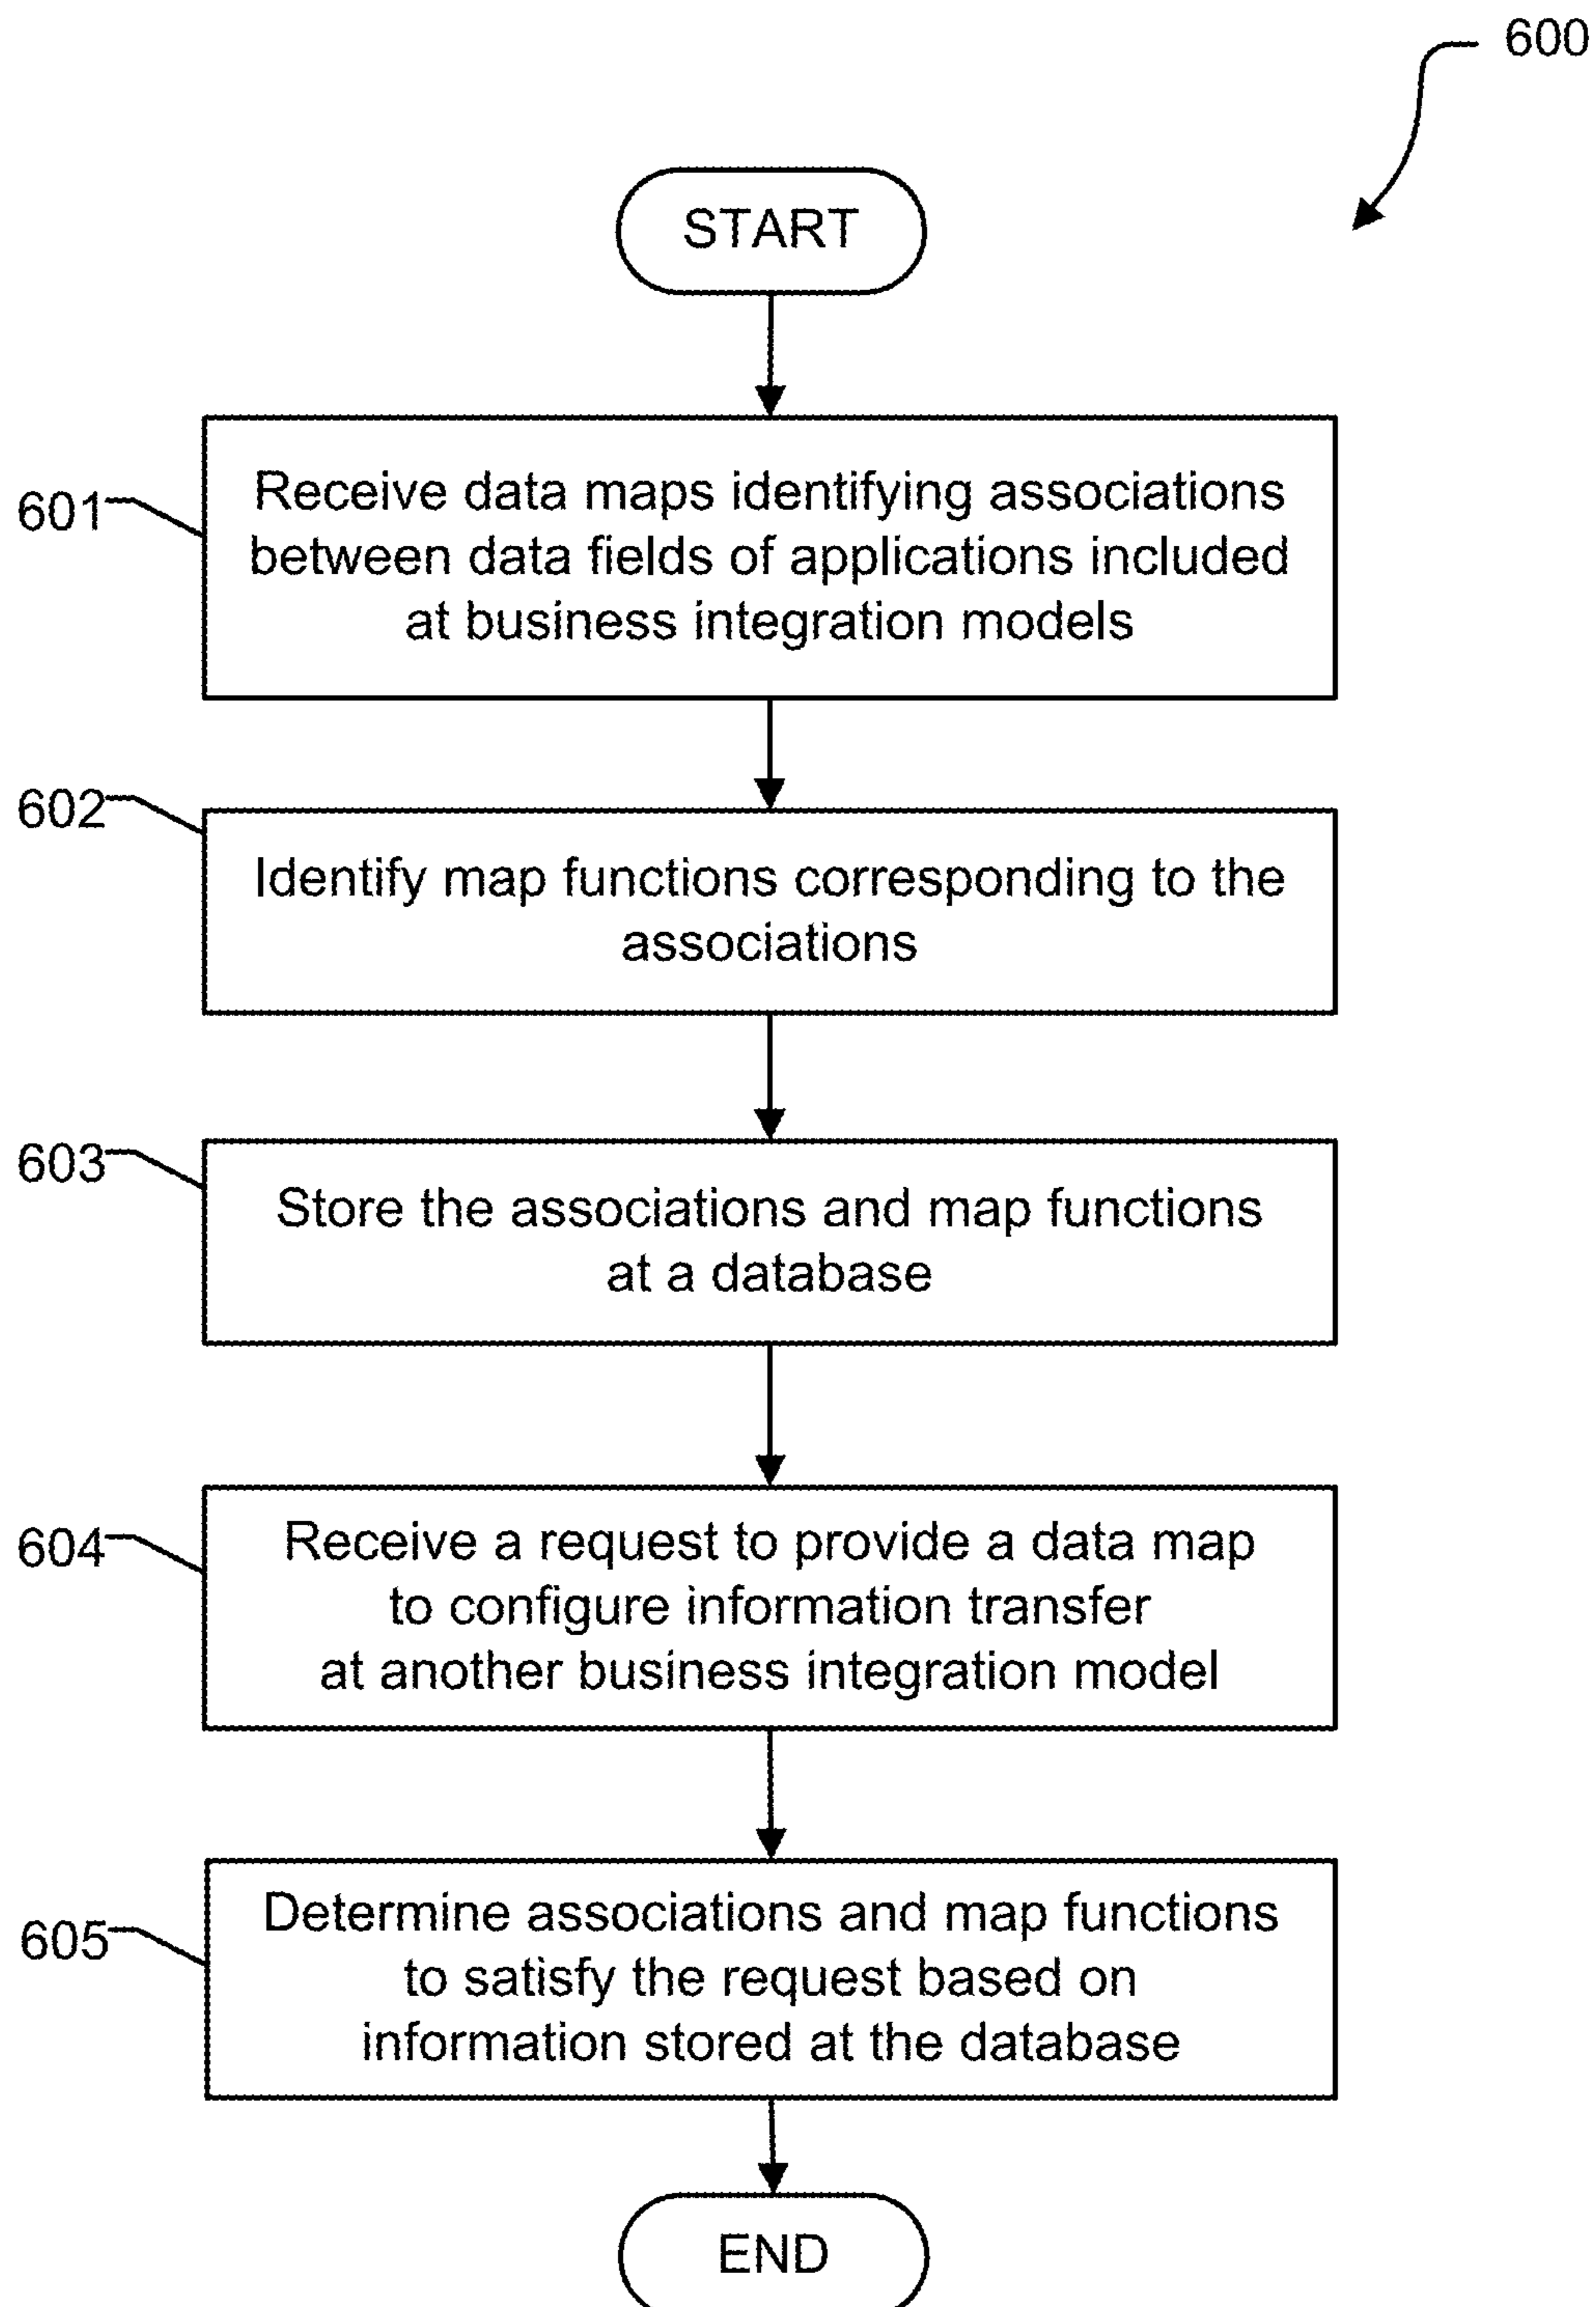 600
START
601
Receive data maps identifying associations
between data fields of applications included
at business integration models
602
Identify map functions corresponding to the
associations
603
Store the associations and map functions
at a database
604
Receive a request to provide a data map
to configure information transfer
at another business integration model
605
Determine associations and map functions
to satisfy the request based on
information stored at the database
END